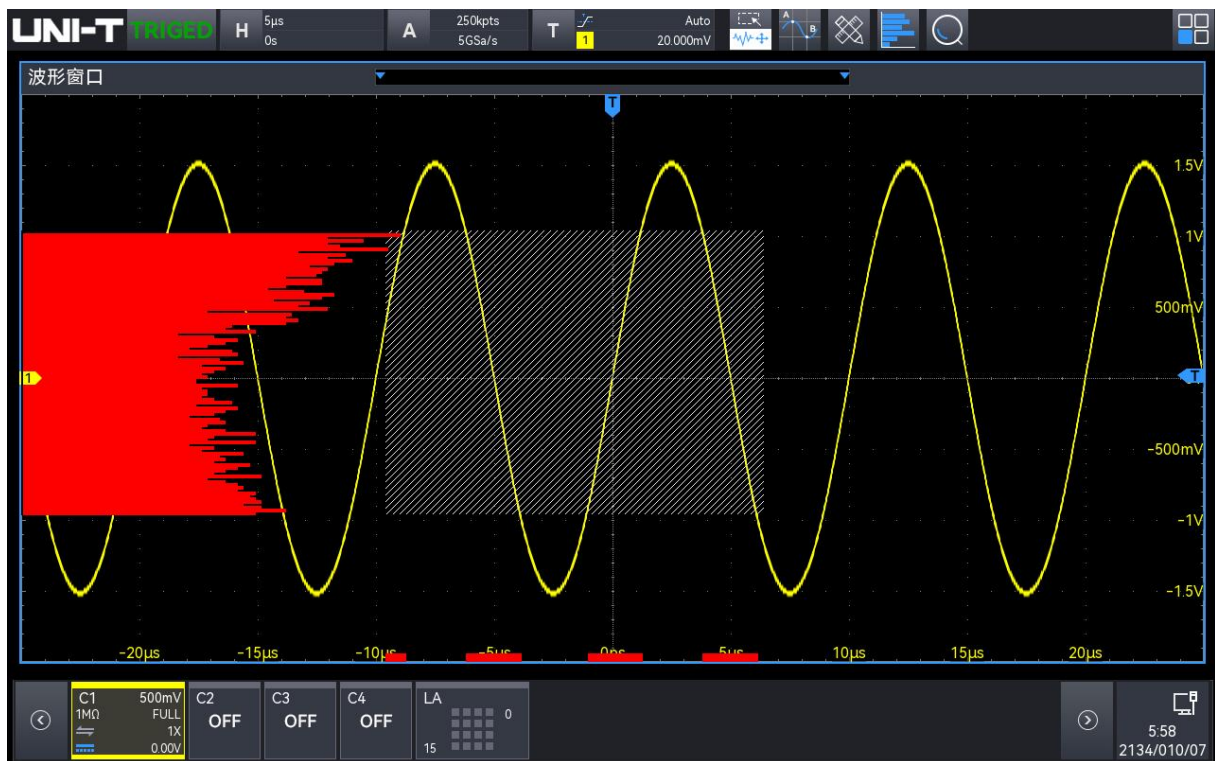 UNI-T TRIGED H 5μs A 250kpts T Auto
0s 5GSa/s 1 20.000mV
波形窗口
T
1.5V
1V
500mV
1 T
-500mV
-1V
-1.5V
-20μs -15μs -10μs -5μs 0ps 5μs 10μs 15μs 20μs
C1 500mV C2 C3 C4 LA
1MΩ FULL OFF OFF OFF 0
1X 5:58
0.00V 15 2134/010/07